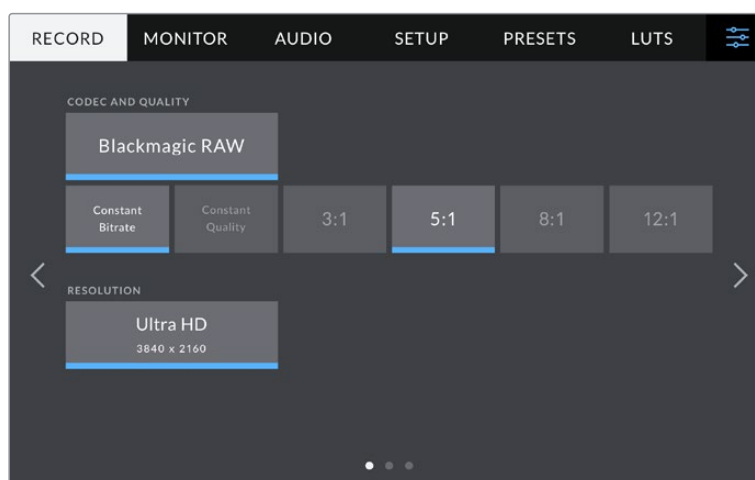 RECORD MONITOR AUDIO SETUP PRESETS LUTS
CODEC AND QUALITY
Blackmagic RAW
Constant Bitrate Constant Quality 3:1 5:1 8:1 12:1
RESOLUTION
Ultra HD
3840 x 2160